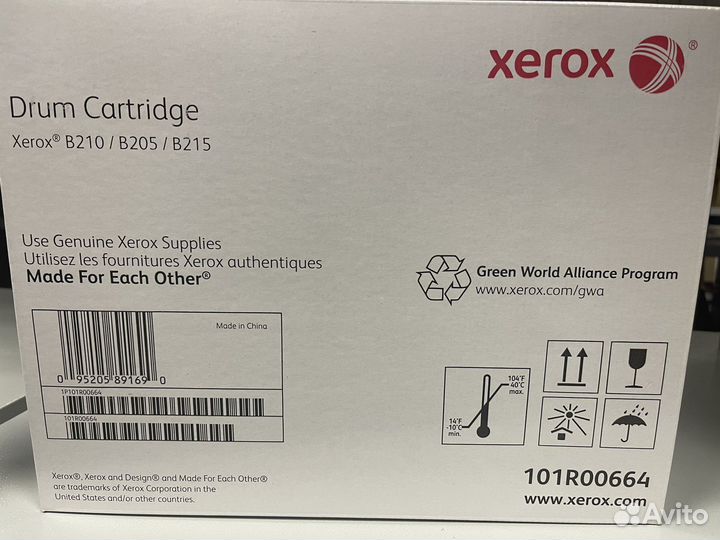 xerox ®
Drum Cartridge
Xerox® B210 / B205 / B215
Use Genuine Xerox Supplies
Utilisez les fournitures Xerox authentiques
Made For Each Other®
Green World Alliance Program
www.xerox.com/gwa
Made in China
0 95205 89169 0
1P101R00664
101R00664
104°F
40°C
max.
14°F
-10°C
min.
Xerox®, Xerox and Design® and Made For Each Other®
are trademarks of Xerox Corporation in the
United States and/or other countries.
101R00664
www.xerox.com
Avito